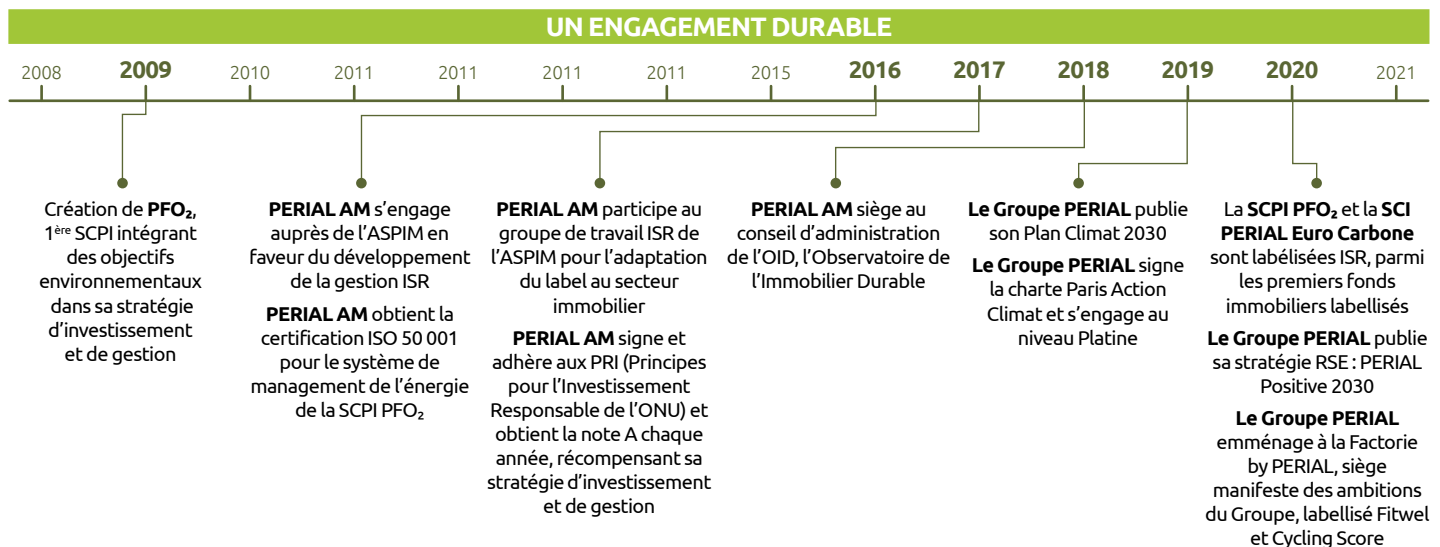 UN ENGAGEMENT DURABLE
2008 2009 2010 2011 2011 2011 2011 2015 2016 2017 2018 2019 2020 2021
Création de PFO₂,
1ère SCPI intégrant
des objectifs
environnementaux
dans sa stratégie
d’investissement
et de gestion
PERIAL AM s’engage
auprès de l’ASPIM en
faveur du développement
de la gestion ISR
PERIAL AM obtient la
certification ISO 50 001
pour le système de
management de l’énergie
de la SCPI PFO₂
PERIAL AM participe au
groupe de travail ISR de
l’ASPIM pour l’adaptation
du label au secteur
immobilier
PERIAL AM signe et
adhère aux PRI (Principes
pour l’Investissement
Responsable de l’ONU) et
obtient la note A chaque
année, récompensant sa
stratégie d’investissement
et de gestion
PERIAL AM siège au
conseil d’administration
de l’OID, l’Observatoire de
l’Immobilier Durable
Le Groupe PERIAL publie
son Plan Climat 2030
Le Groupe PERIAL signe
la charte Paris Action
Climat et s’engage au
niveau Platine
La SCPI PFO₂ et la SCI
PERIAL Euro Carbone
sont labélisées ISR, parmi
les premiers fonds
immobiliers labellisés
Le Groupe PERIAL publie
sa stratégie RSE : PERIAL
Positive 2030
Le Groupe PERIAL
emménage à la Factorie
by PERIAL, siège
manifeste des ambitions
du Groupe, labellisé Fitwel
et Cycling Score